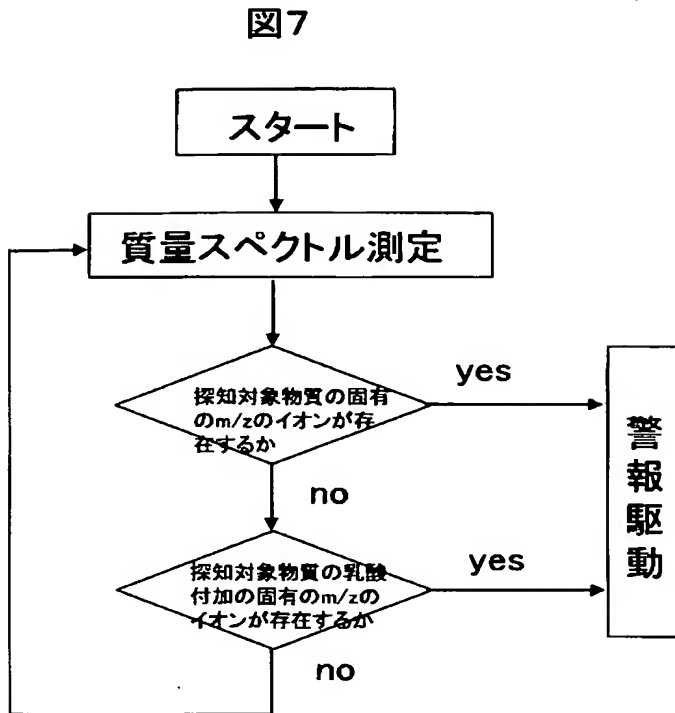 図7
スタート
質量スペクトル測定
探知対象物質の固有
のm/zのイオンが存
在するか
yes
no
探知対象物質の乳酸
付加の固有のm/zの
イオンが存在するか
yes
no
警報駆動